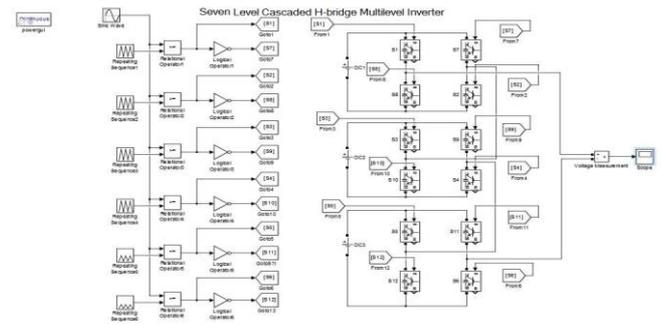 Seven Level Cascaded H-bridge Multilevel Inverter
Continuous
powergui
Sine Wave
Repeating
Sequence1
Relational
Operator1
Logical
Operator1
[S1]
Goto1
[S7]
Goto7
Repeating
Sequence2
Relational
Operator2
Logical
Operator2
[S2]
Goto2
[S8]
Goto8
Repeating
Sequence3
Relational
Operator3
Logical
Operator3
[S3]
Goto3
[S9]
Goto9
Repeating
Sequence4
Relational
Operator4
Logical
Operator4
[S4]
Goto4
[S10]
Goto10
Repeating
Sequence5
Relational
Operator5
Logical
Operator5
[S5]
Goto5
[S11]
Goto11
Repeating
Sequence6
Relational
Operator6
Logical
Operator6
[S6]
Goto6
[S12]
Goto12
[S1]
From1
S1
S7
[S7]
From7
DC1
[S8]
From8
S8
S2
[S2]
From2
[S3]
From3
S3
S9
[S9]
From9
DC2
[S10]
From10
S10
S4
[S4]
From4
[S5]
From5
S5
S11
[S11]
From11
DC3
[S12]
From12
S12
S6
[S6]
From6
Voltage Measurement
Scope